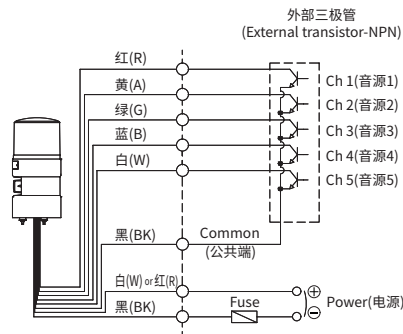 外部三极管
(External transistor-NPN)
红(R)
Ch 1(音源1)
黄(A)
Ch 2(音源2)
绿(G)
Ch 3(音源3)
蓝(B)
Ch 4(音源4)
白(W)
Ch 5(音源5)
黑(BK)
Common
(公共端)
白(W) or 红(R)
黑(BK)
Fuse
Power(电源)